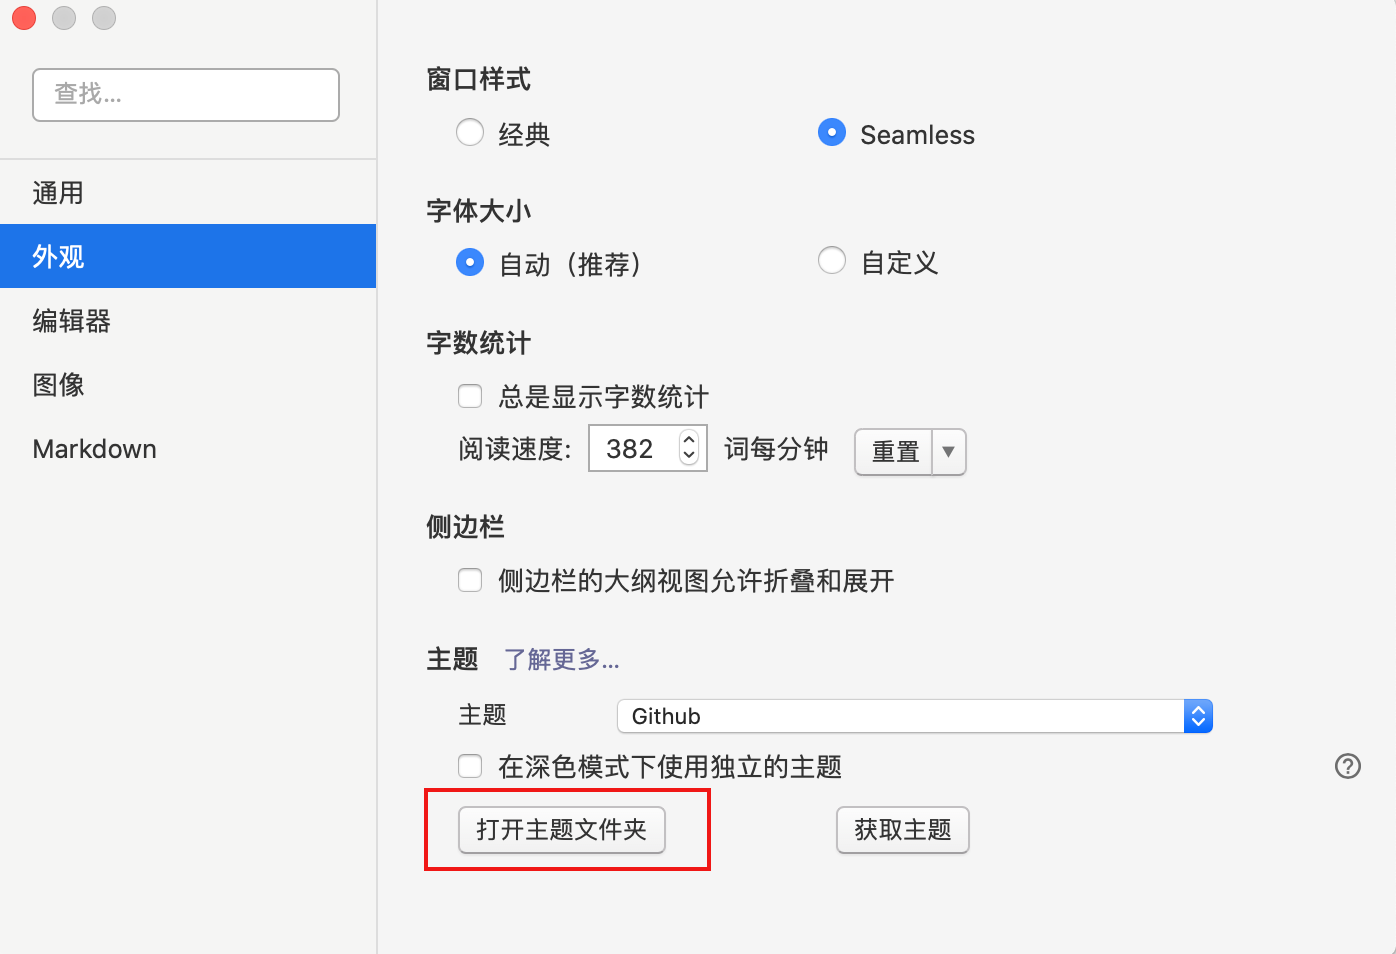 查找...
通用
外观
编辑器
图像
Markdown
窗口样式
经典 Seamless
字体大小
自动（推荐） 自定义
字数统计
总是显示字数统计
阅读速度: 382 词每分钟 重置
侧边栏
侧边栏的大纲视图允许折叠和展开
主题 了解更多...
主题 Github
在深色模式下使用独立的主题
打开主题文件夹 获取主题